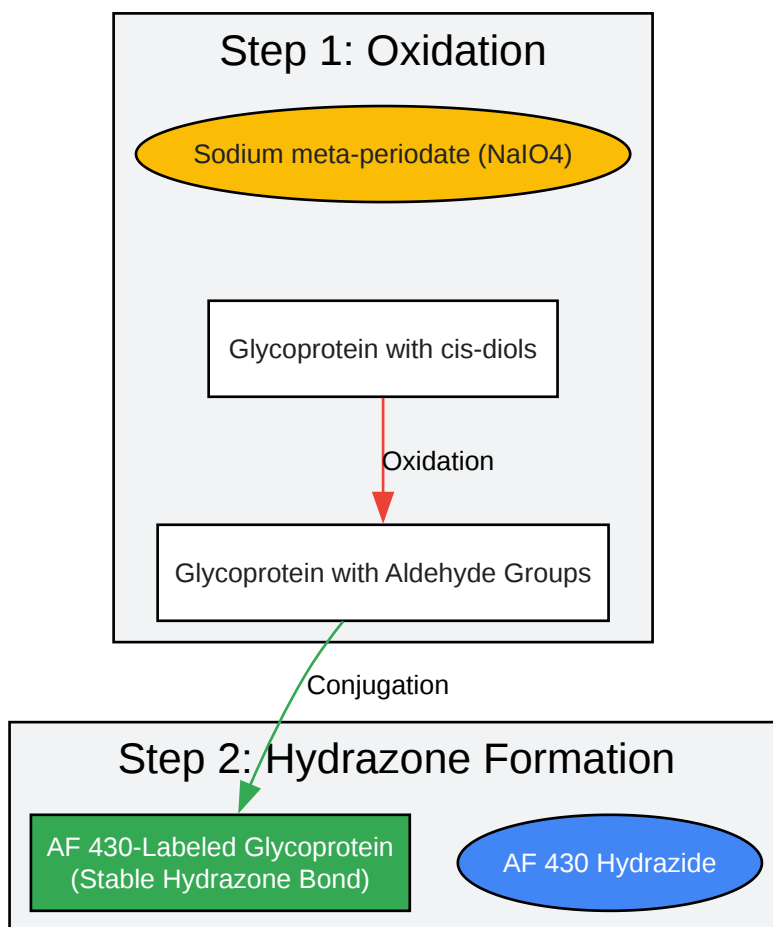 Step 1: Oxidation
Sodium meta-periodate (NaIO4)
Glycoprotein with cis-diols
Oxidation
Glycoprotein with Aldehyde Groups
Conjugation
Step 2: Hydrazone Formation
AF 430-Labeled Glycoprotein
(Stable Hydrazone Bond)
AF 430 Hydrazide